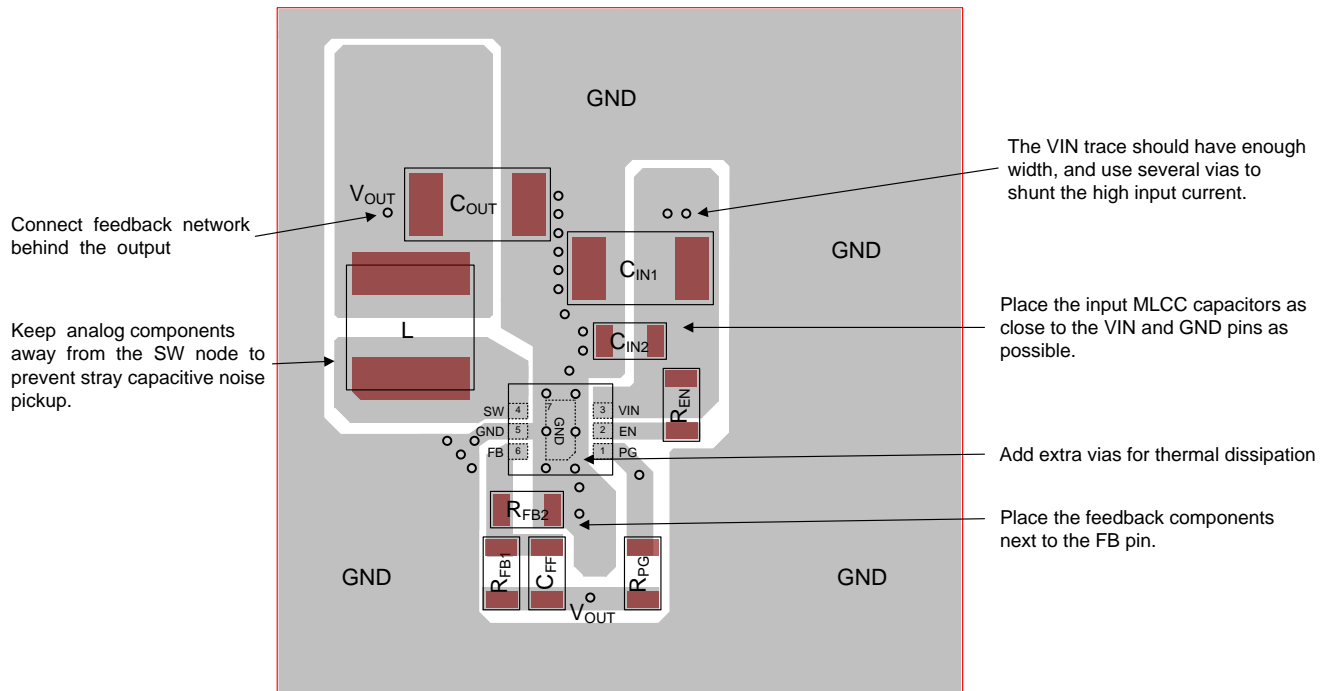 GND
The VIN trace should have enough
width, and use several vias to
shunt the high input current.
VOUT
COUT
Connect feedback network
behind the output
GND
CIN1
Place the input MLCC capacitors as
close to the VIN and GND pins as
possible.
Keep analog components
away from the SW node to
prevent stray capacitive noise
pickup.
L
CIN2
REN
SW 4
7
3 VIN
GND 5
GND
2 EN
FB 6
1 PG
Add extra vias for thermal dissipation
RFB2
Place the feedback components
next to the FB pin.
GND
RFB1
CFF
RPG
GND
VOUT